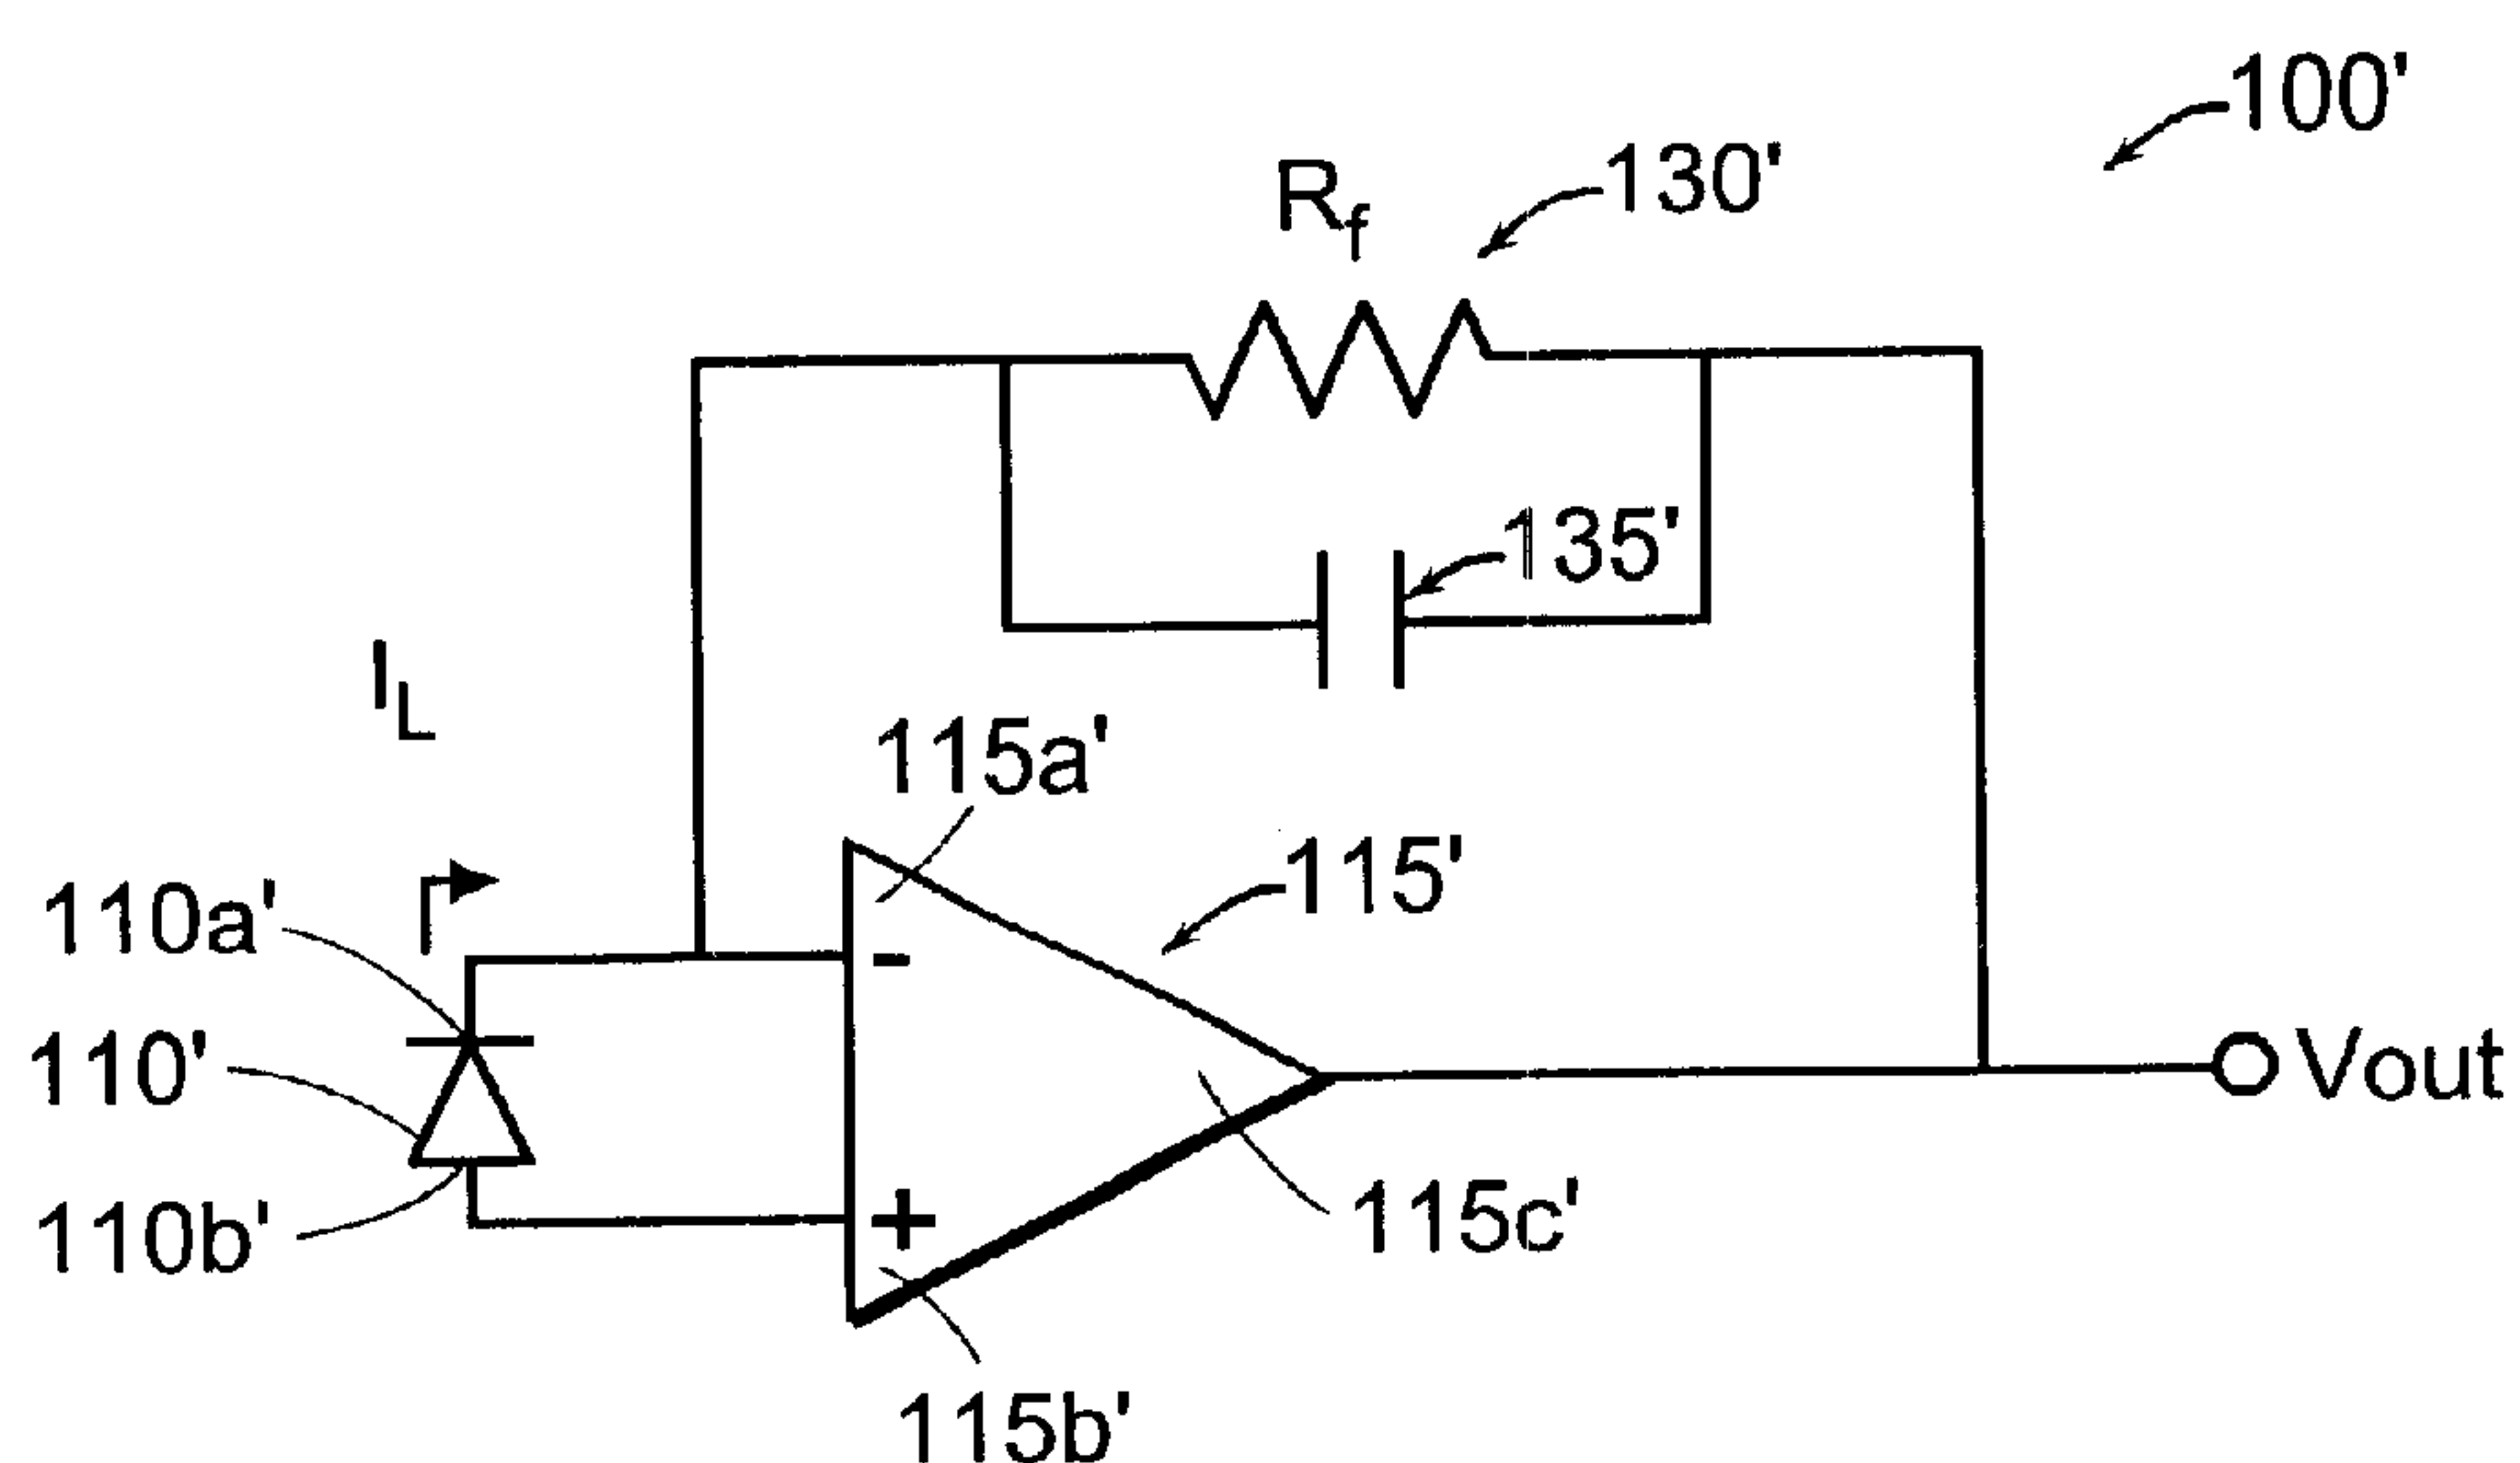 100'
130'
Rf
135'
IL
115a'
115'
110a'
-
110'
Vout
110b'
+
115c'
115b'